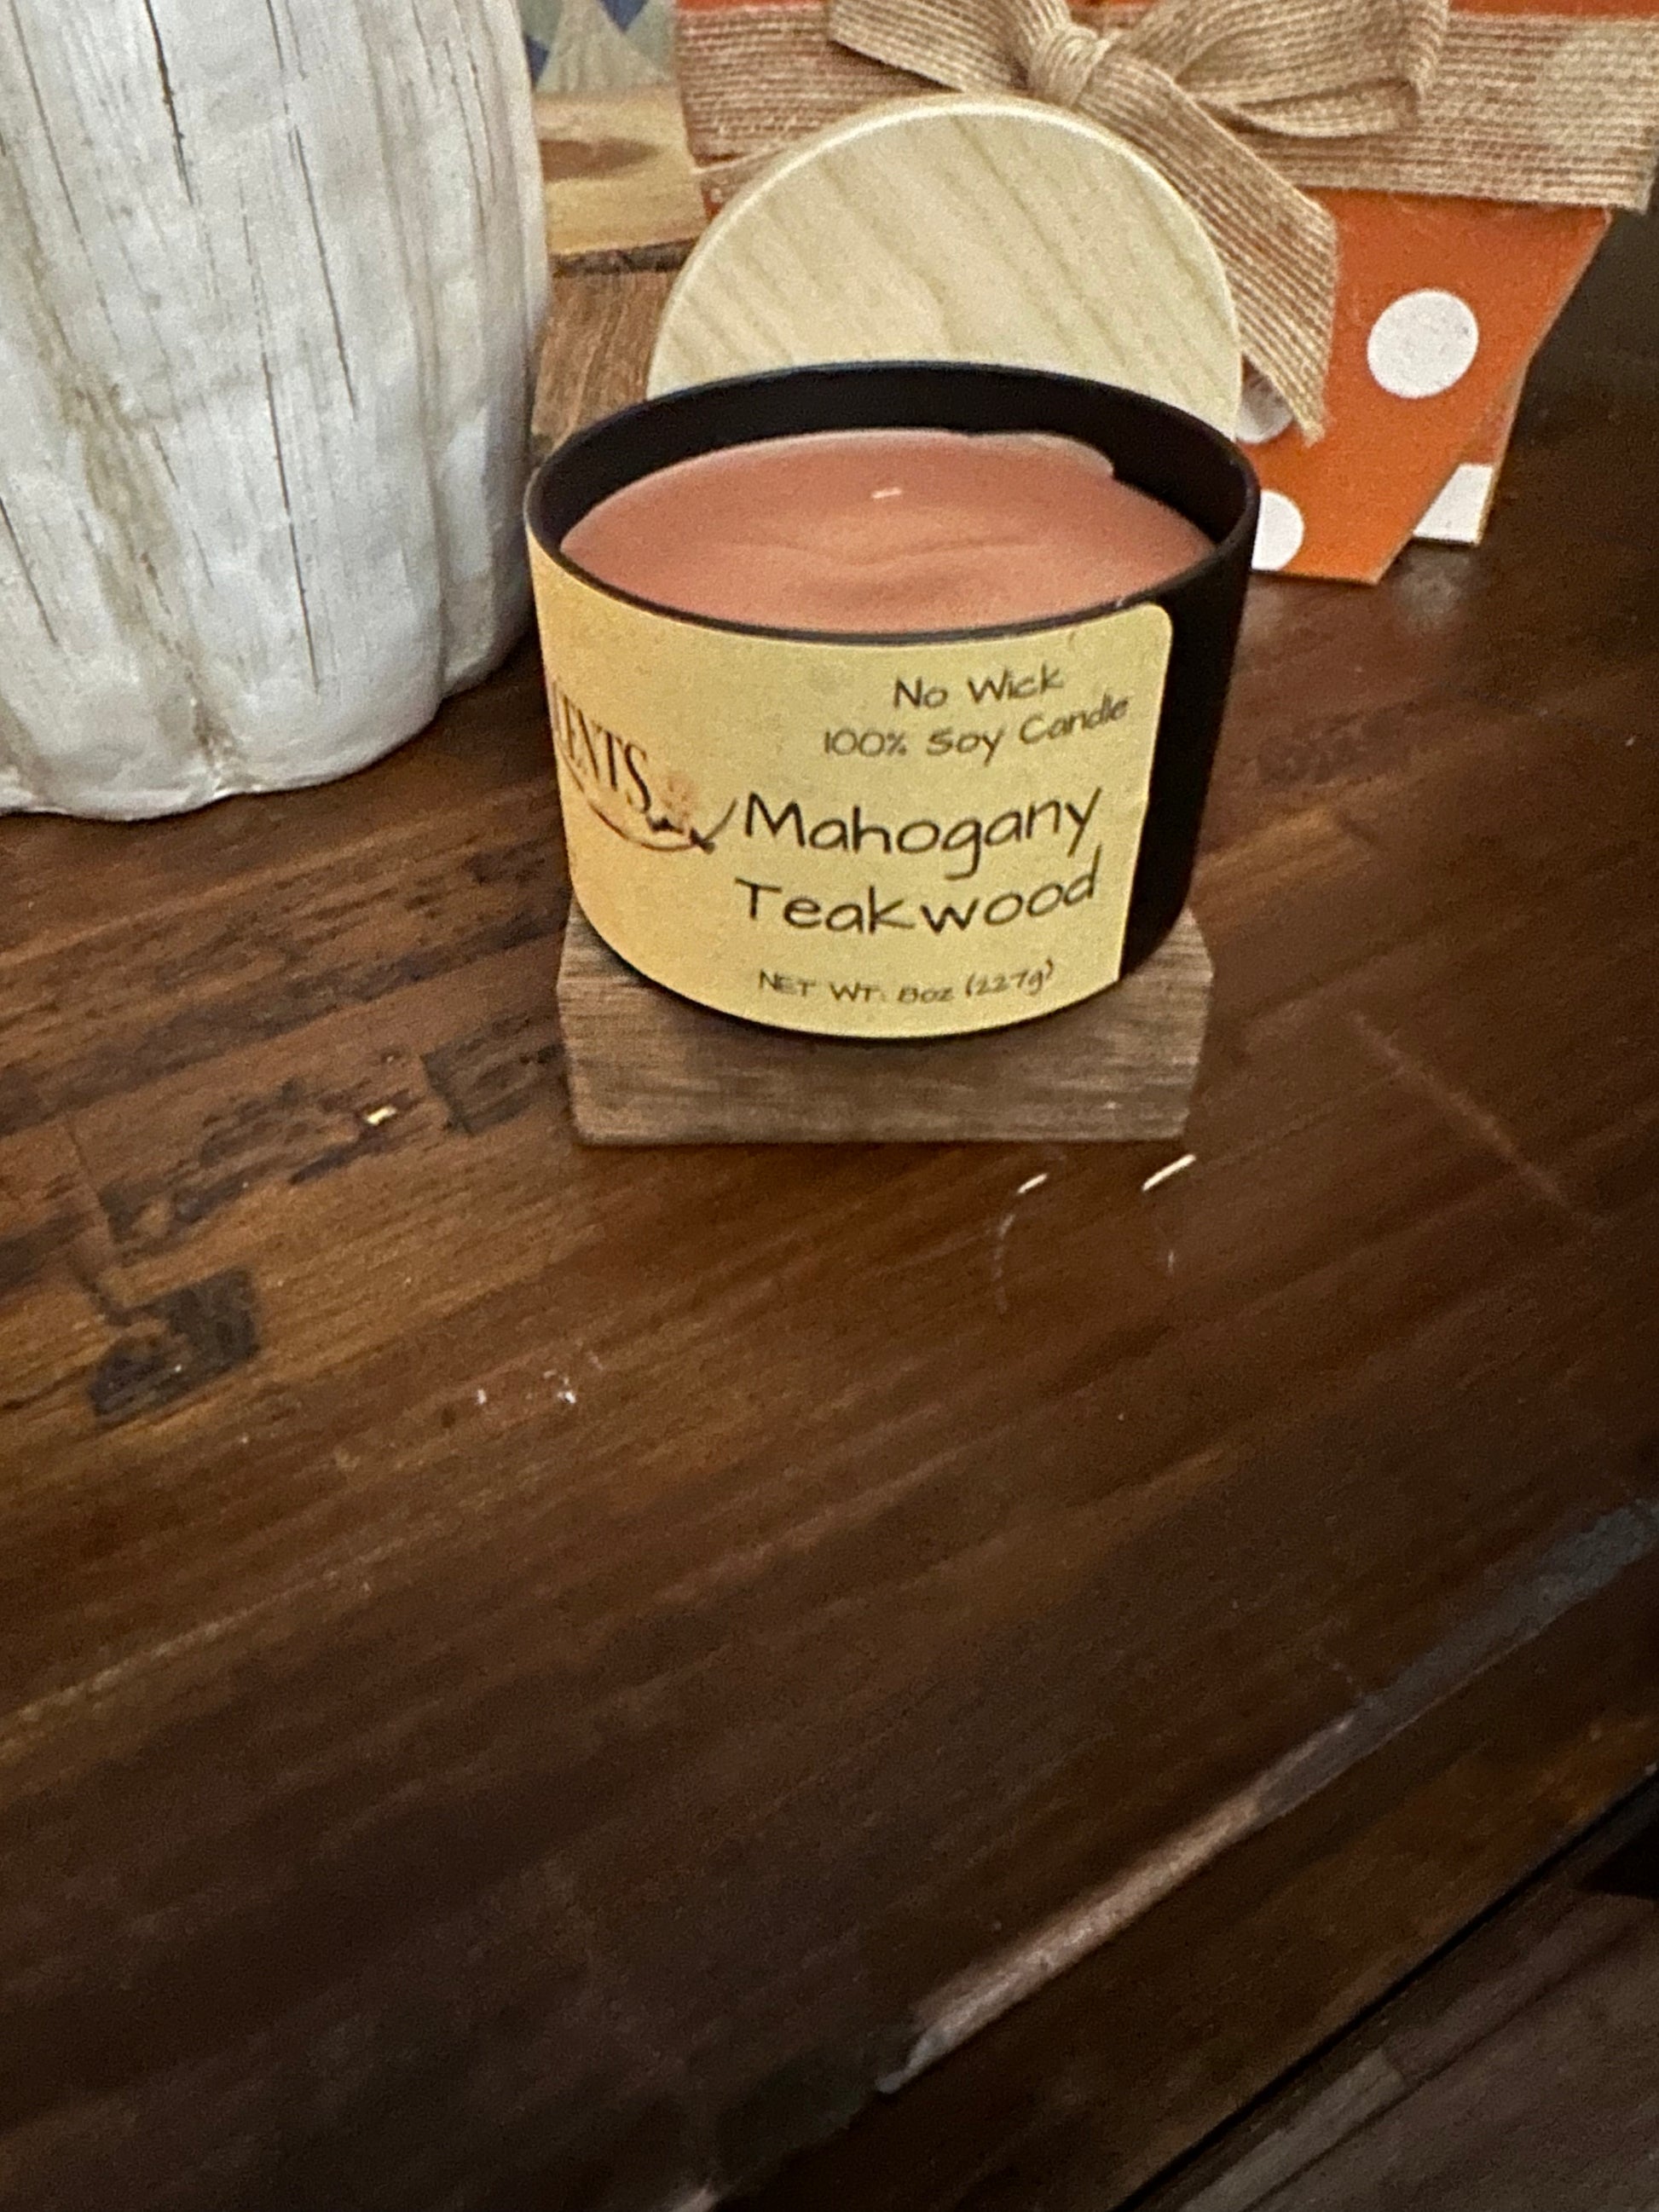 No Wick
100% Soy Candle
Mahogany
Teakwood
NET WT: 8oz (227g)